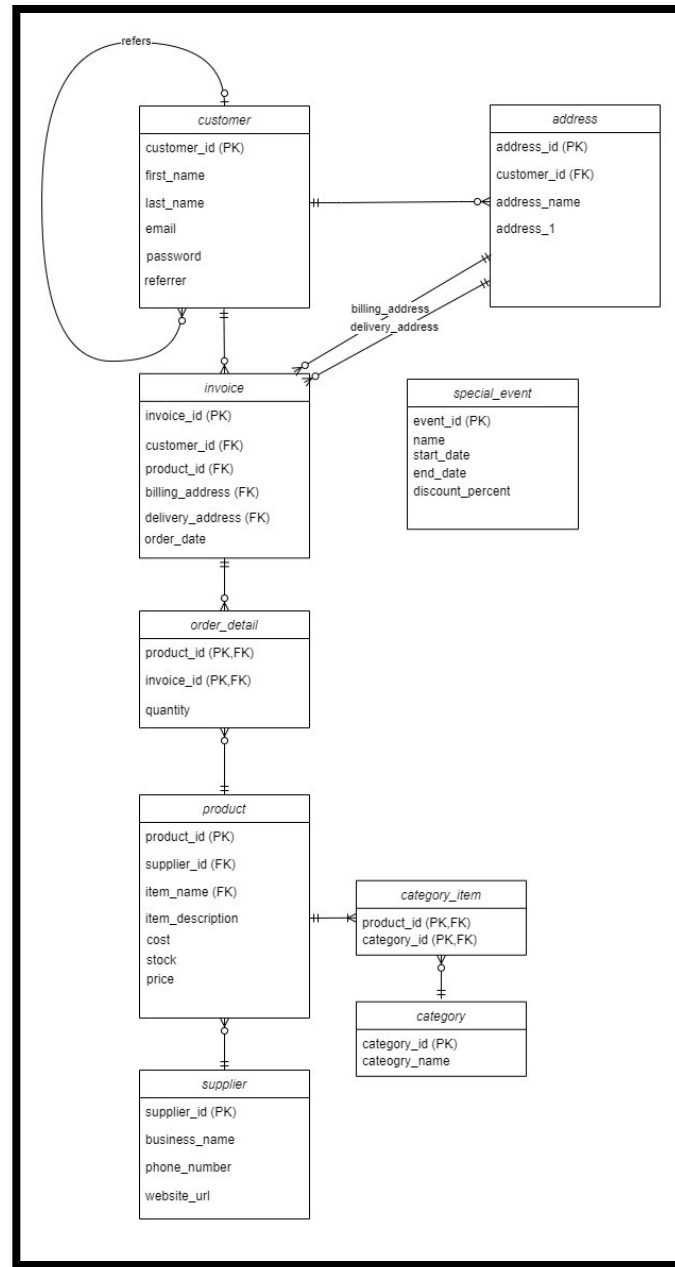 refers
customer
customer_id (PK)
first_name
last_name
email
password
referrer
address
address_id (PK)
customer_id (FK)
address_name
address_1
billing_address
delivery_address
invoice
invoice_id (PK)
customer_id (FK)
product_id (FK)
billing_address (FK)
delivery_address (FK)
order_date
special_event
event_id (PK)
name
start_date
end_date
discount_percent
order_detail
product_id (PK,FK)
invoice_id (PK,FK)
quantity
product
product_id (PK)
supplier_id (FK)
item_name (FK)
item_description
cost
stock
price
category_item
product_id (PK,FK)
category_id (PK,FK)
category
category_id (PK)
cateogry_name
supplier
supplier_id (PK)
business_name
phone_number
website_url